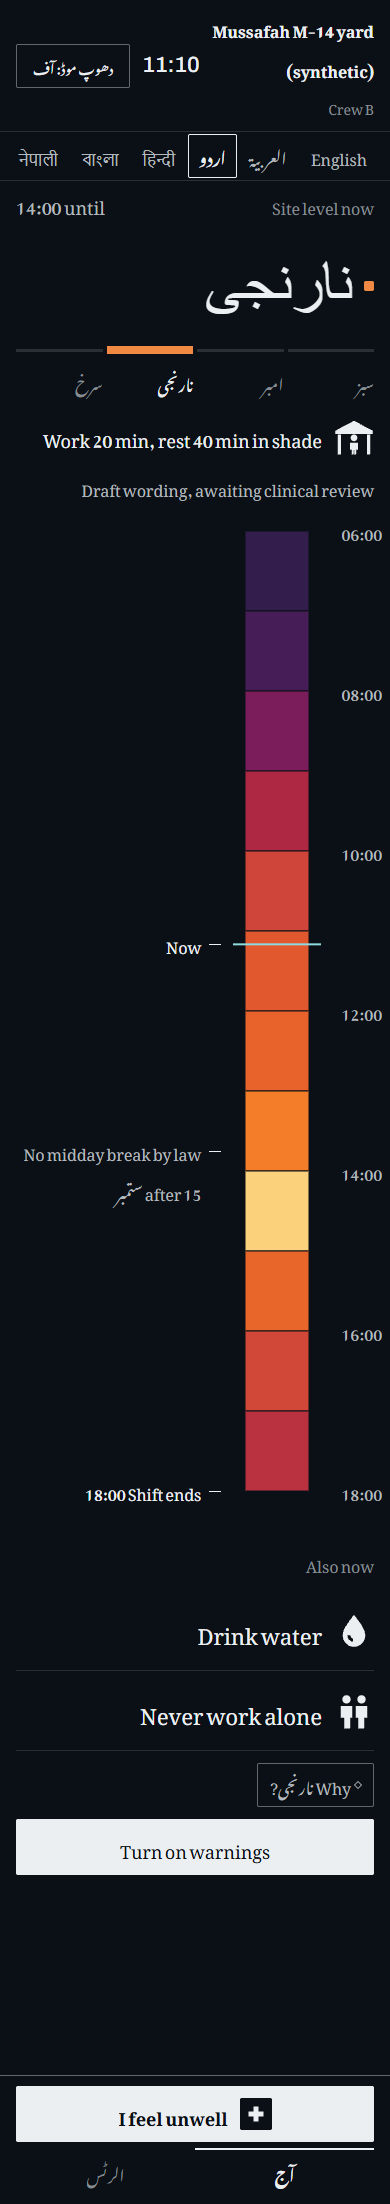 Mussafah M-14 yard
(synthetic)
Crew B
11:10
دھوپ موڈ: آف
English
العربية
اردو
हिन्दी
বাংলা
नेपाली
Site level now
14:00 until
نارنجی
سبز
امبر
نارنجی
سرخ
Work 20 min, rest 40 min in shade
Draft wording, awaiting clinical review
06:00
08:00
10:00
Now
12:00
No midday break by law
after 15 ستمبر
14:00
16:00
18:00 Shift ends
18:00
Also now
Drink water
Never work alone
Why نارنجی?
Turn on warnings
I feel unwell
آج
الرٹس